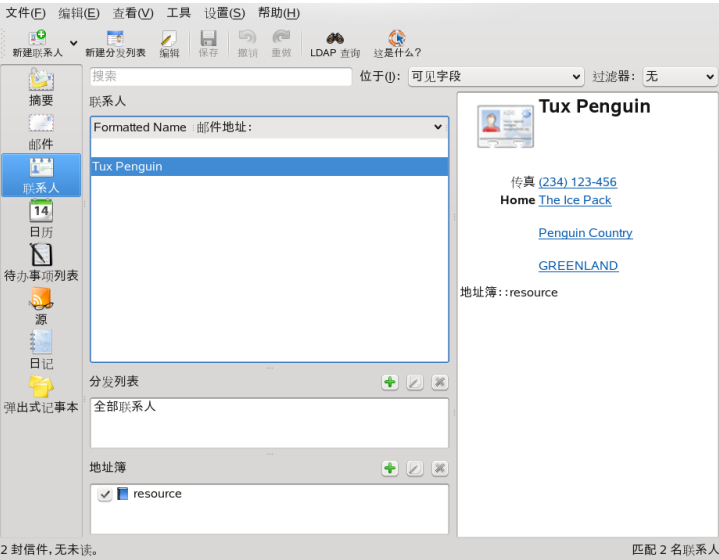 文件(F) 编辑(E) 查看(V) 工具 设置(S) 帮助(H)
新建联系人 新建分发列表 编辑 保存 撤销 重做 LDAP 查询 这是什么?
搜索 位于(I): 可见字段 过滤器: 无
摘要
邮件
联系人
14
日历
待办事项列表
源
日记
弹出式记事本
联系人
Formatted Name 邮件地址:
Tux Penguin
分发列表
全部联系人
地址簿
resource
Tux Penguin
传真 (234) 123-456
Home The Ice Pack
Penguin Country
GREENLAND
地址簿::resource
2 封信件,无未读。 匹配 2 名联系人